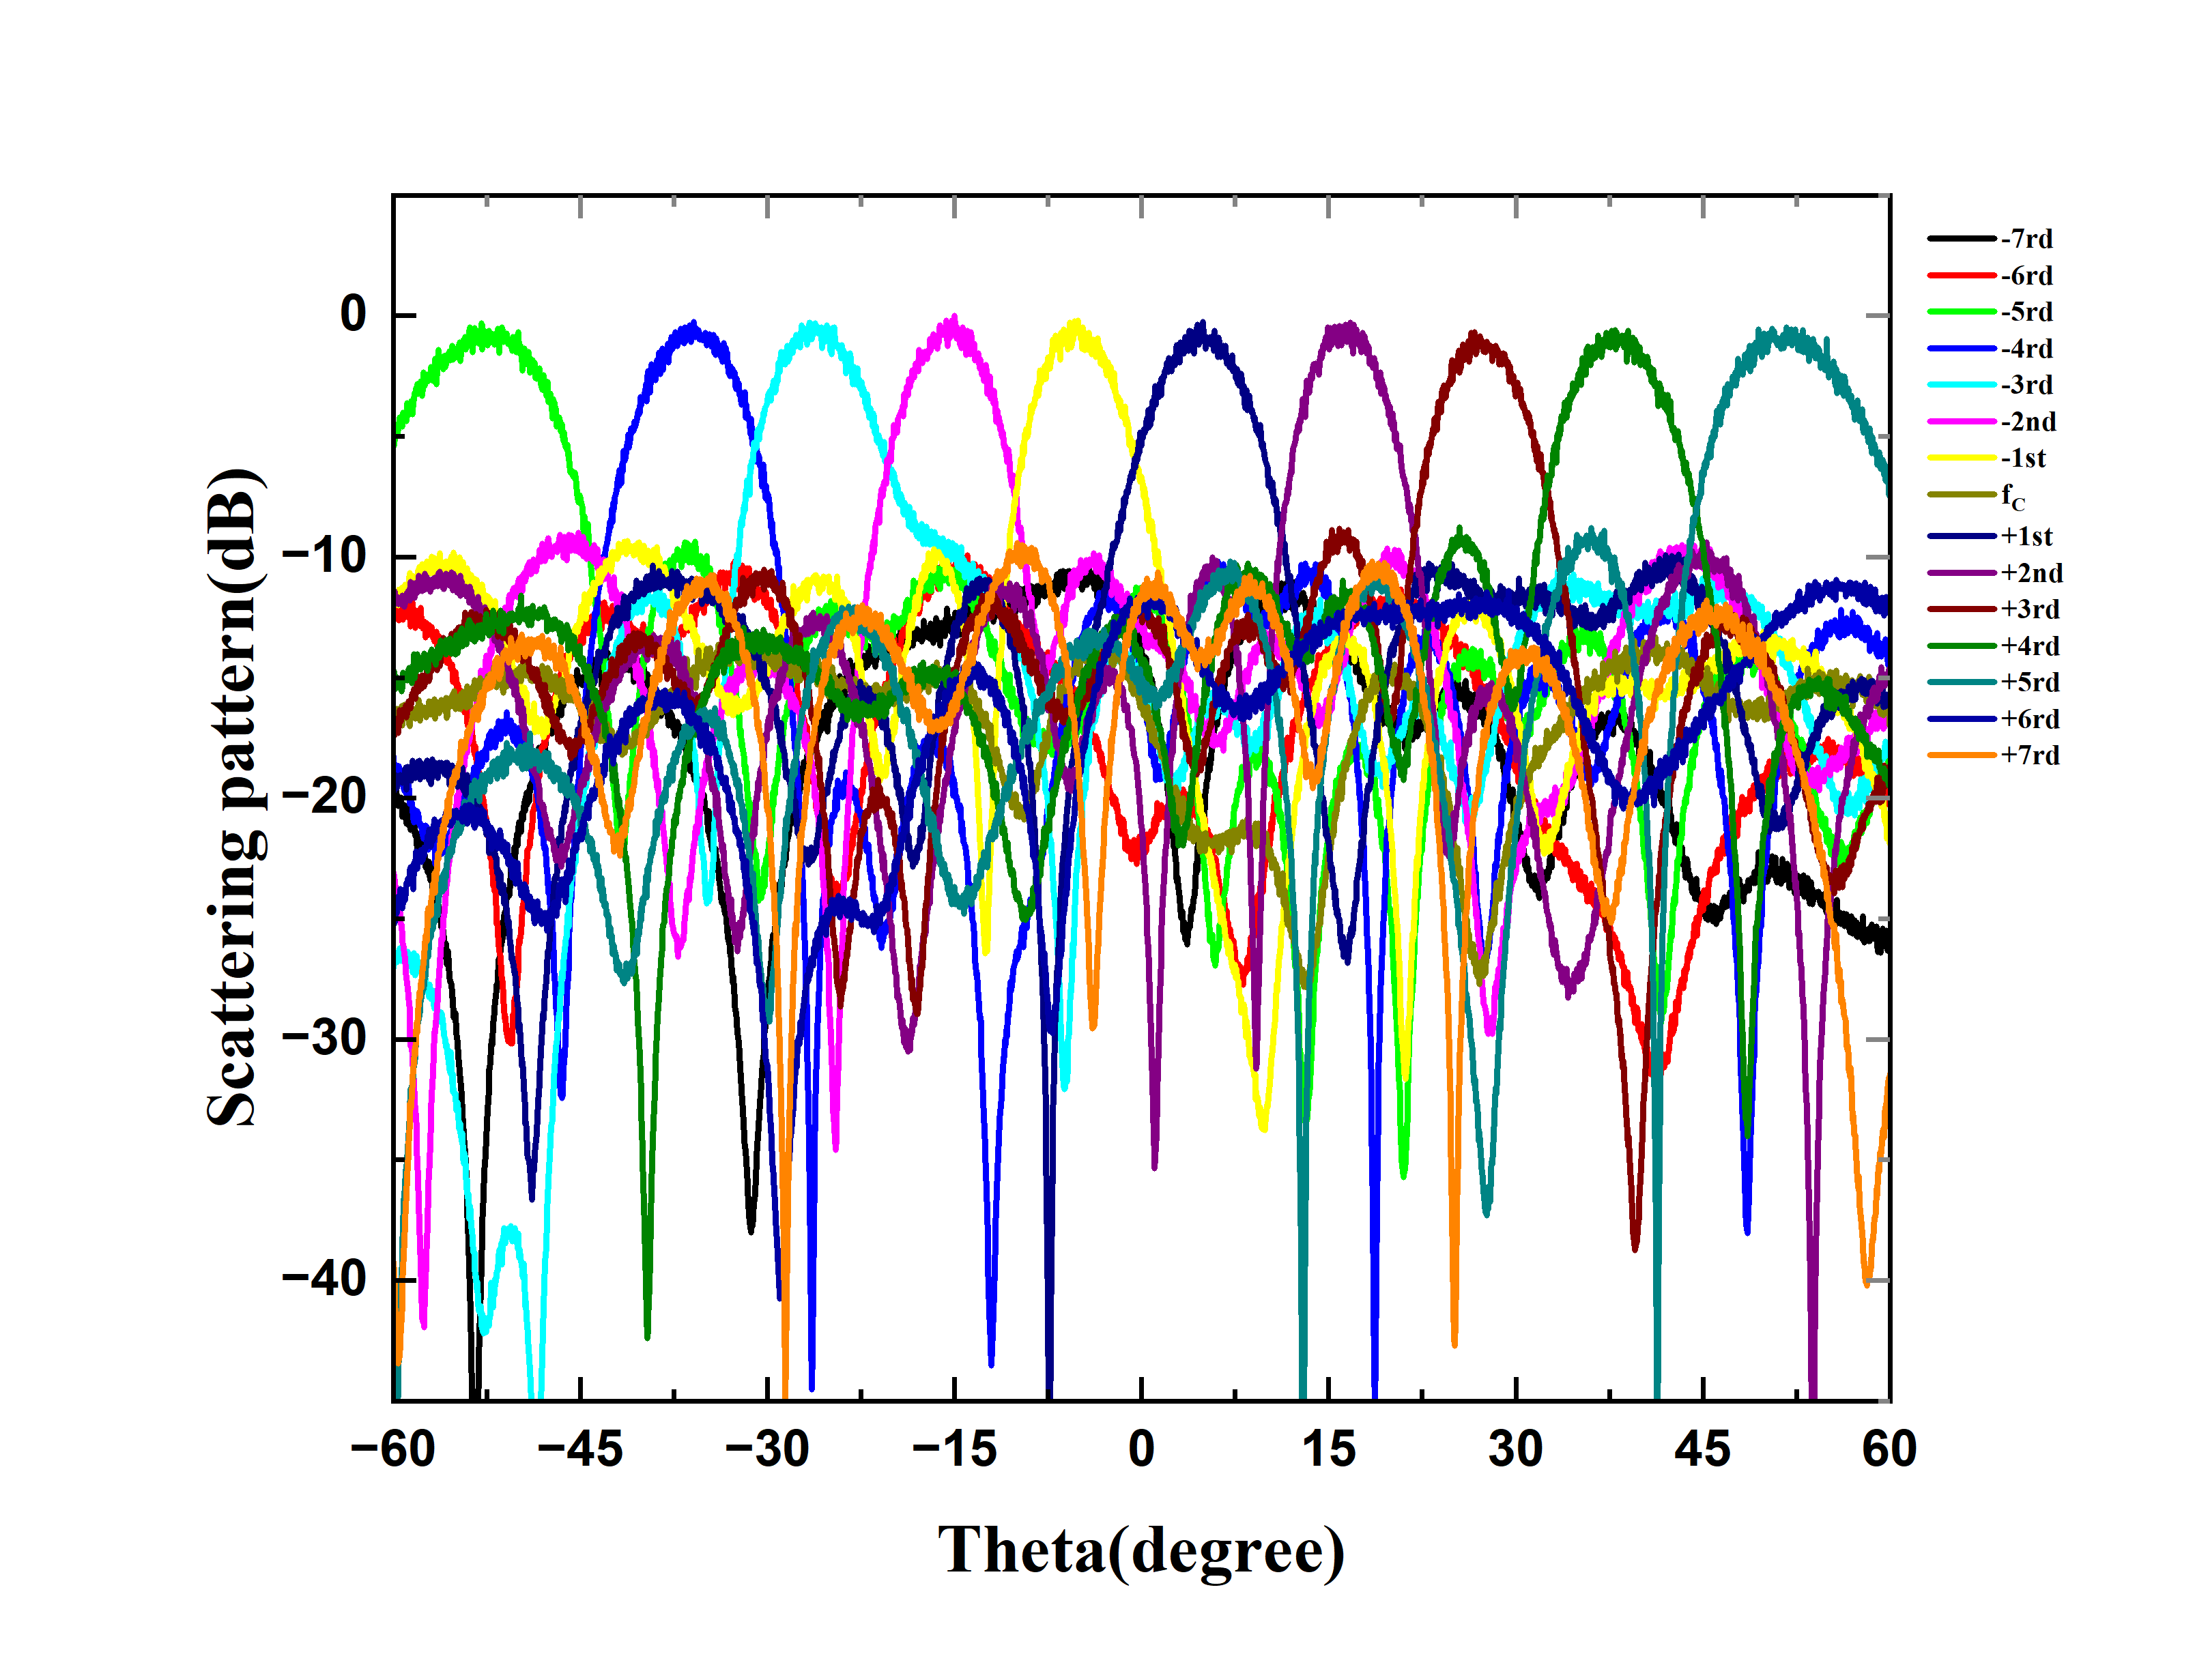 Scattering pattern(dB)
0
−10
−20
−30
−40
−60 −45 −30 −15 0 15 30 45 60
Theta(degree)
-7rd
-6rd
-5rd
-4rd
-3rd
-2nd
-1st
fC
+1st
+2nd
+3rd
+4rd
+5rd
+6rd
+7rd